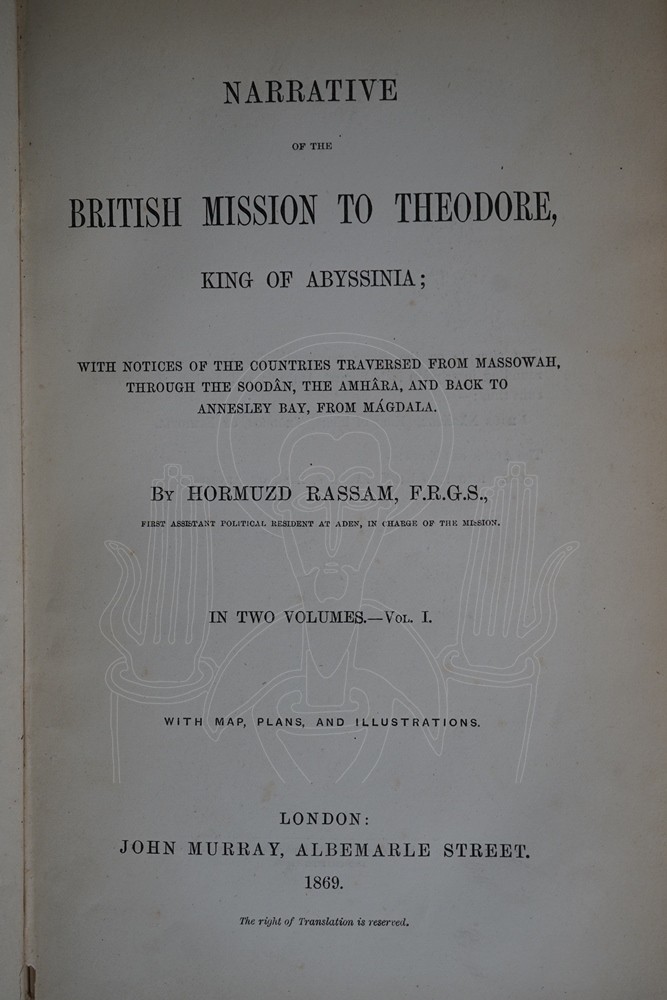 NARRATIVE
OF THE
BRITISH MISSION TO THEODORE,
KING OF ABYSSINIA;
WITH NOTICES OF THE COUNTRIES TRAVERSED FROM MASSOWAH,
THROUGH THE SOODÂN, THE AMHÂRA, AND BACK TO
ANNESLEY BAY, FROM MÁGDALA.
BY HORMUZD RASSAM, F.R.G.S.,
FIRST ASSISTANT POLITICAL RESIDENT AT ADEN, IN CHARGE OF THE MISSION.
IN TWO VOLUMES.—VOL. I.
WITH MAP, PLANS, AND ILLUSTRATIONS.
LONDON:
JOHN MURRAY, ALBEMARLE STREET.
1869.
The right of Translation is reserved.